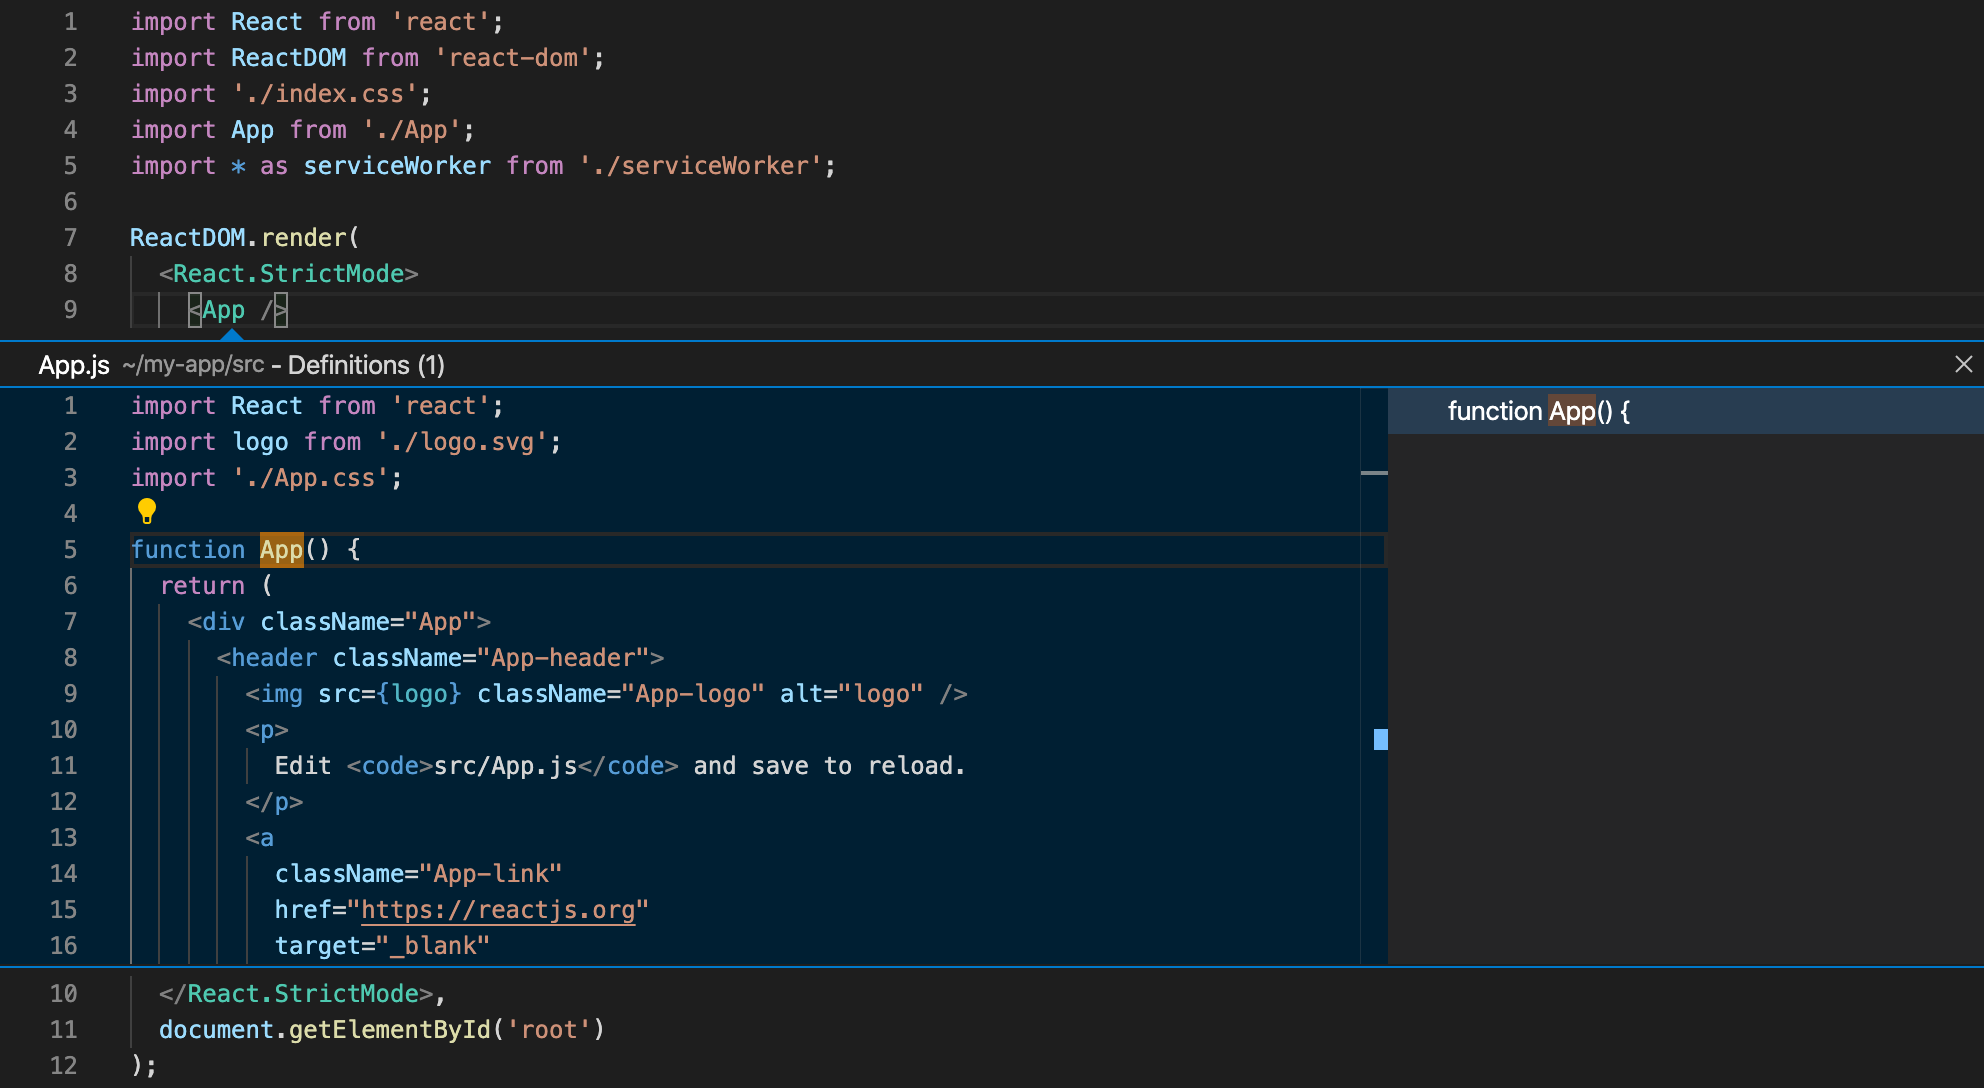 1 import React from 'react';
2 import ReactDOM from 'react-dom';
3 import './index.css';
4 import App from './App';
5 import * as serviceWorker from './serviceWorker';
6
7 ReactDOM.render(
8 <React.StrictMode>
9 <App />
App.js ~/my-app/src - Definitions (1)
1 import React from 'react';
2 import logo from './logo.svg';
3 import './App.css';
4
5 function App() {
6 return (
7 <div className="App">
8 <header className="App-header">
9 <img src={logo} className="App-logo" alt="logo" />
10 <p>
11 Edit <code>src/App.js</code> and save to reload.
12 </p>
13 <a
14 className="App-link"
15 href="https://reactjs.org"
16 target="_blank"
function App() {
10 </React.StrictMode>,
11 document.getElementById('root')
12 );